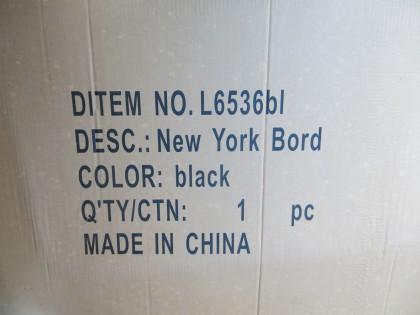 DITEM NO. L6536bl
DESC.: New York Bord
COLOR: black
Q'TY/CTN: 1 pc
MADE IN CHINA